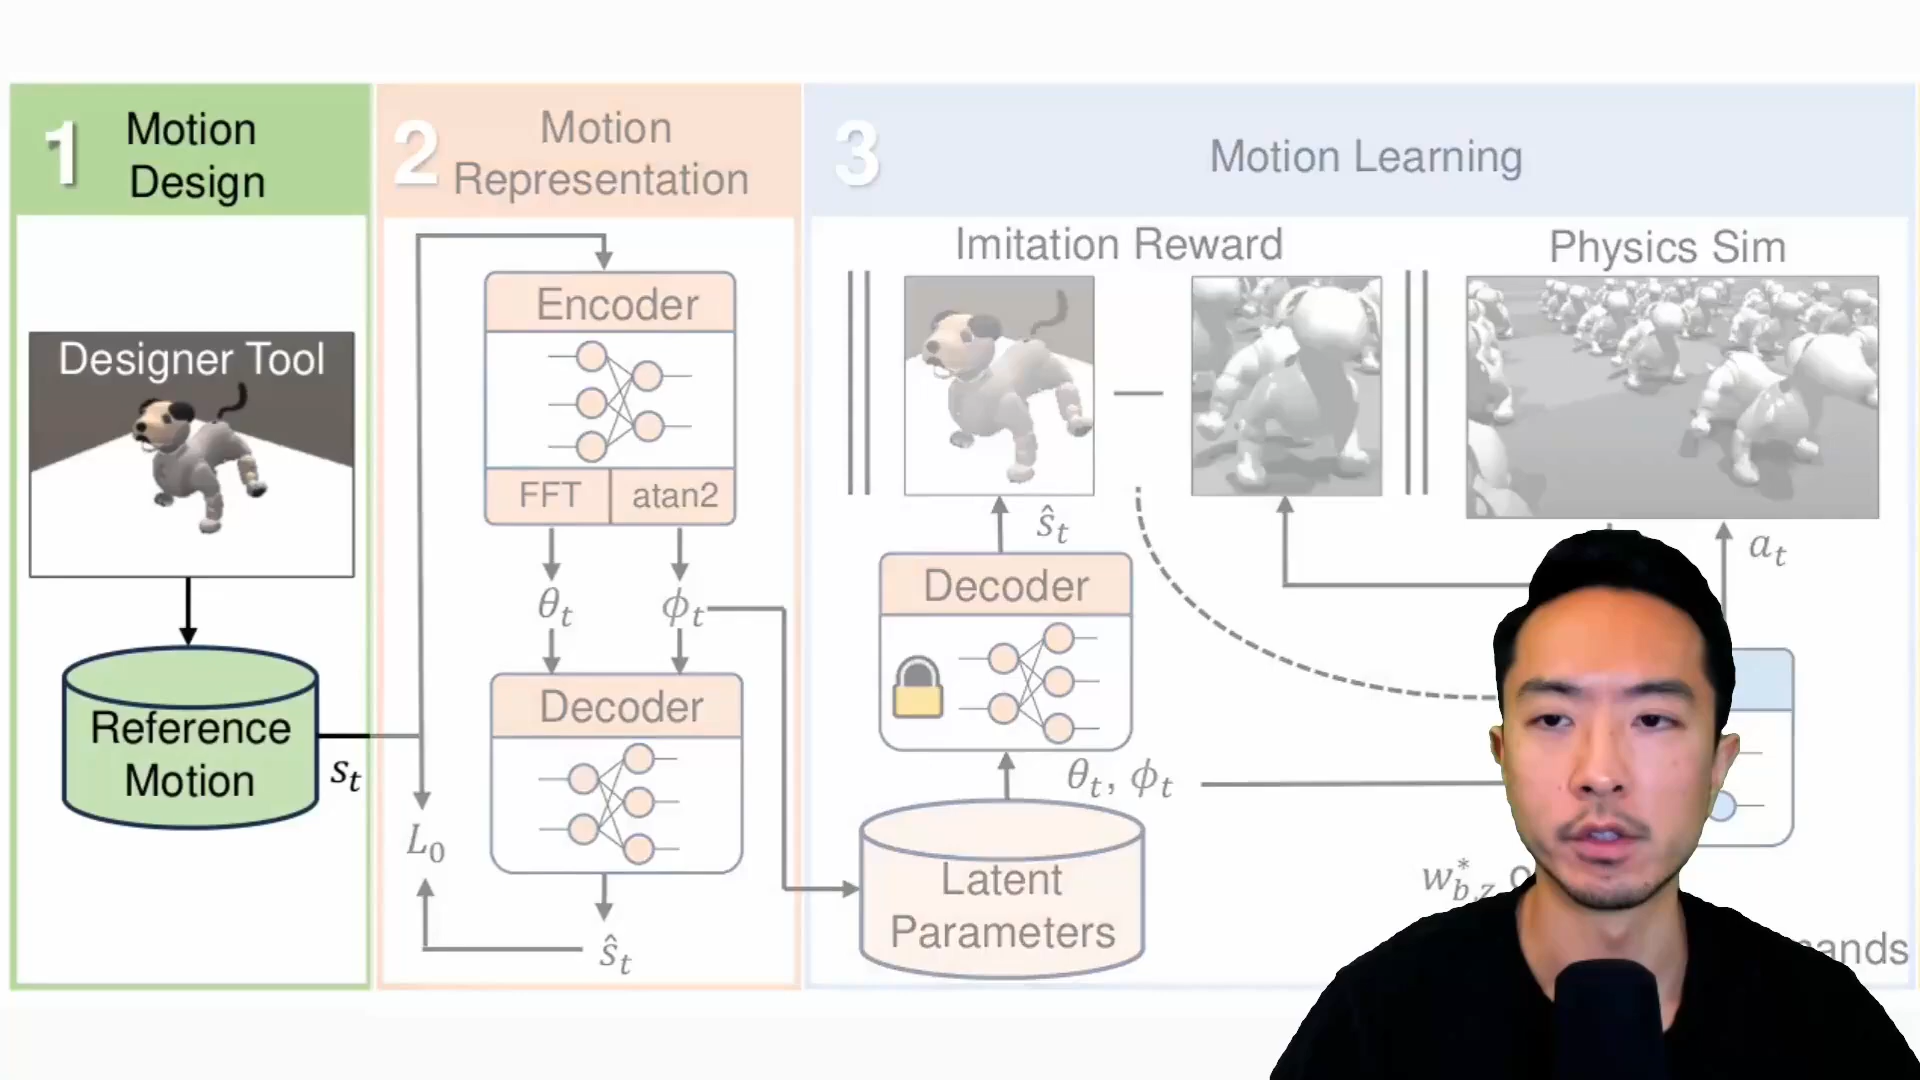 1
Motion
Design
Designer Tool
Reference
Motion
s_t
2
Motion
Representation
Encoder
FFT
atan2
θ_t
ϕ_t
Decoder
L_0
ŝ_t
3
Motion Learning
Imitation Reward
Physics Sim
ŝ_t
a_t
Decoder
θ_t, ϕ_t
Latent
Parameters
w*_{b,z}